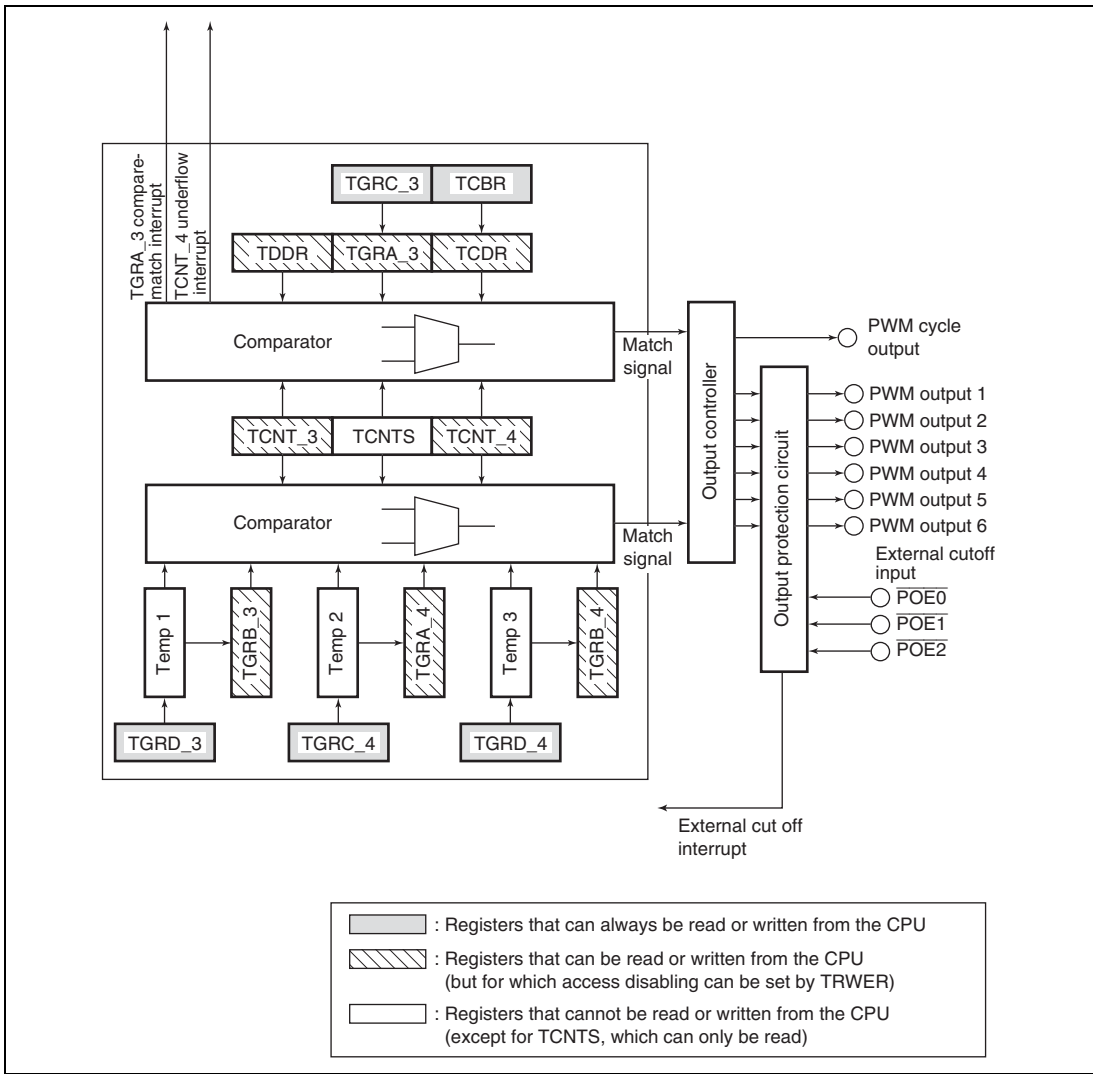 TGRA_3 compare-
match interrupt
TCNT_4 underflow
interrupt
TGRC_3
TCBR
TDDR
TGRA_3
TCDR
Comparator
Match
signal
TCNT_3
TCNTS
TCNT_4
Comparator
Match
signal
Temp 1
TGRB_3
Temp 2
TGRA_4
Temp 3
TGRB_4
TGRD_3
TGRC_4
TGRD_4
Output controller
Output protection circuit
PWM cycle
output
PWM output 1
PWM output 2
PWM output 3
PWM output 4
PWM output 5
PWM output 6
External cutoff
input
POE0
POE1
POE2
External cut off
interrupt
: Registers that can always be read or written from the CPU
: Registers that can be read or written from the CPU
(but for which access disabling can be set by TRWER)
: Registers that cannot be read or written from the CPU
(except for TCNTS, which can only be read)